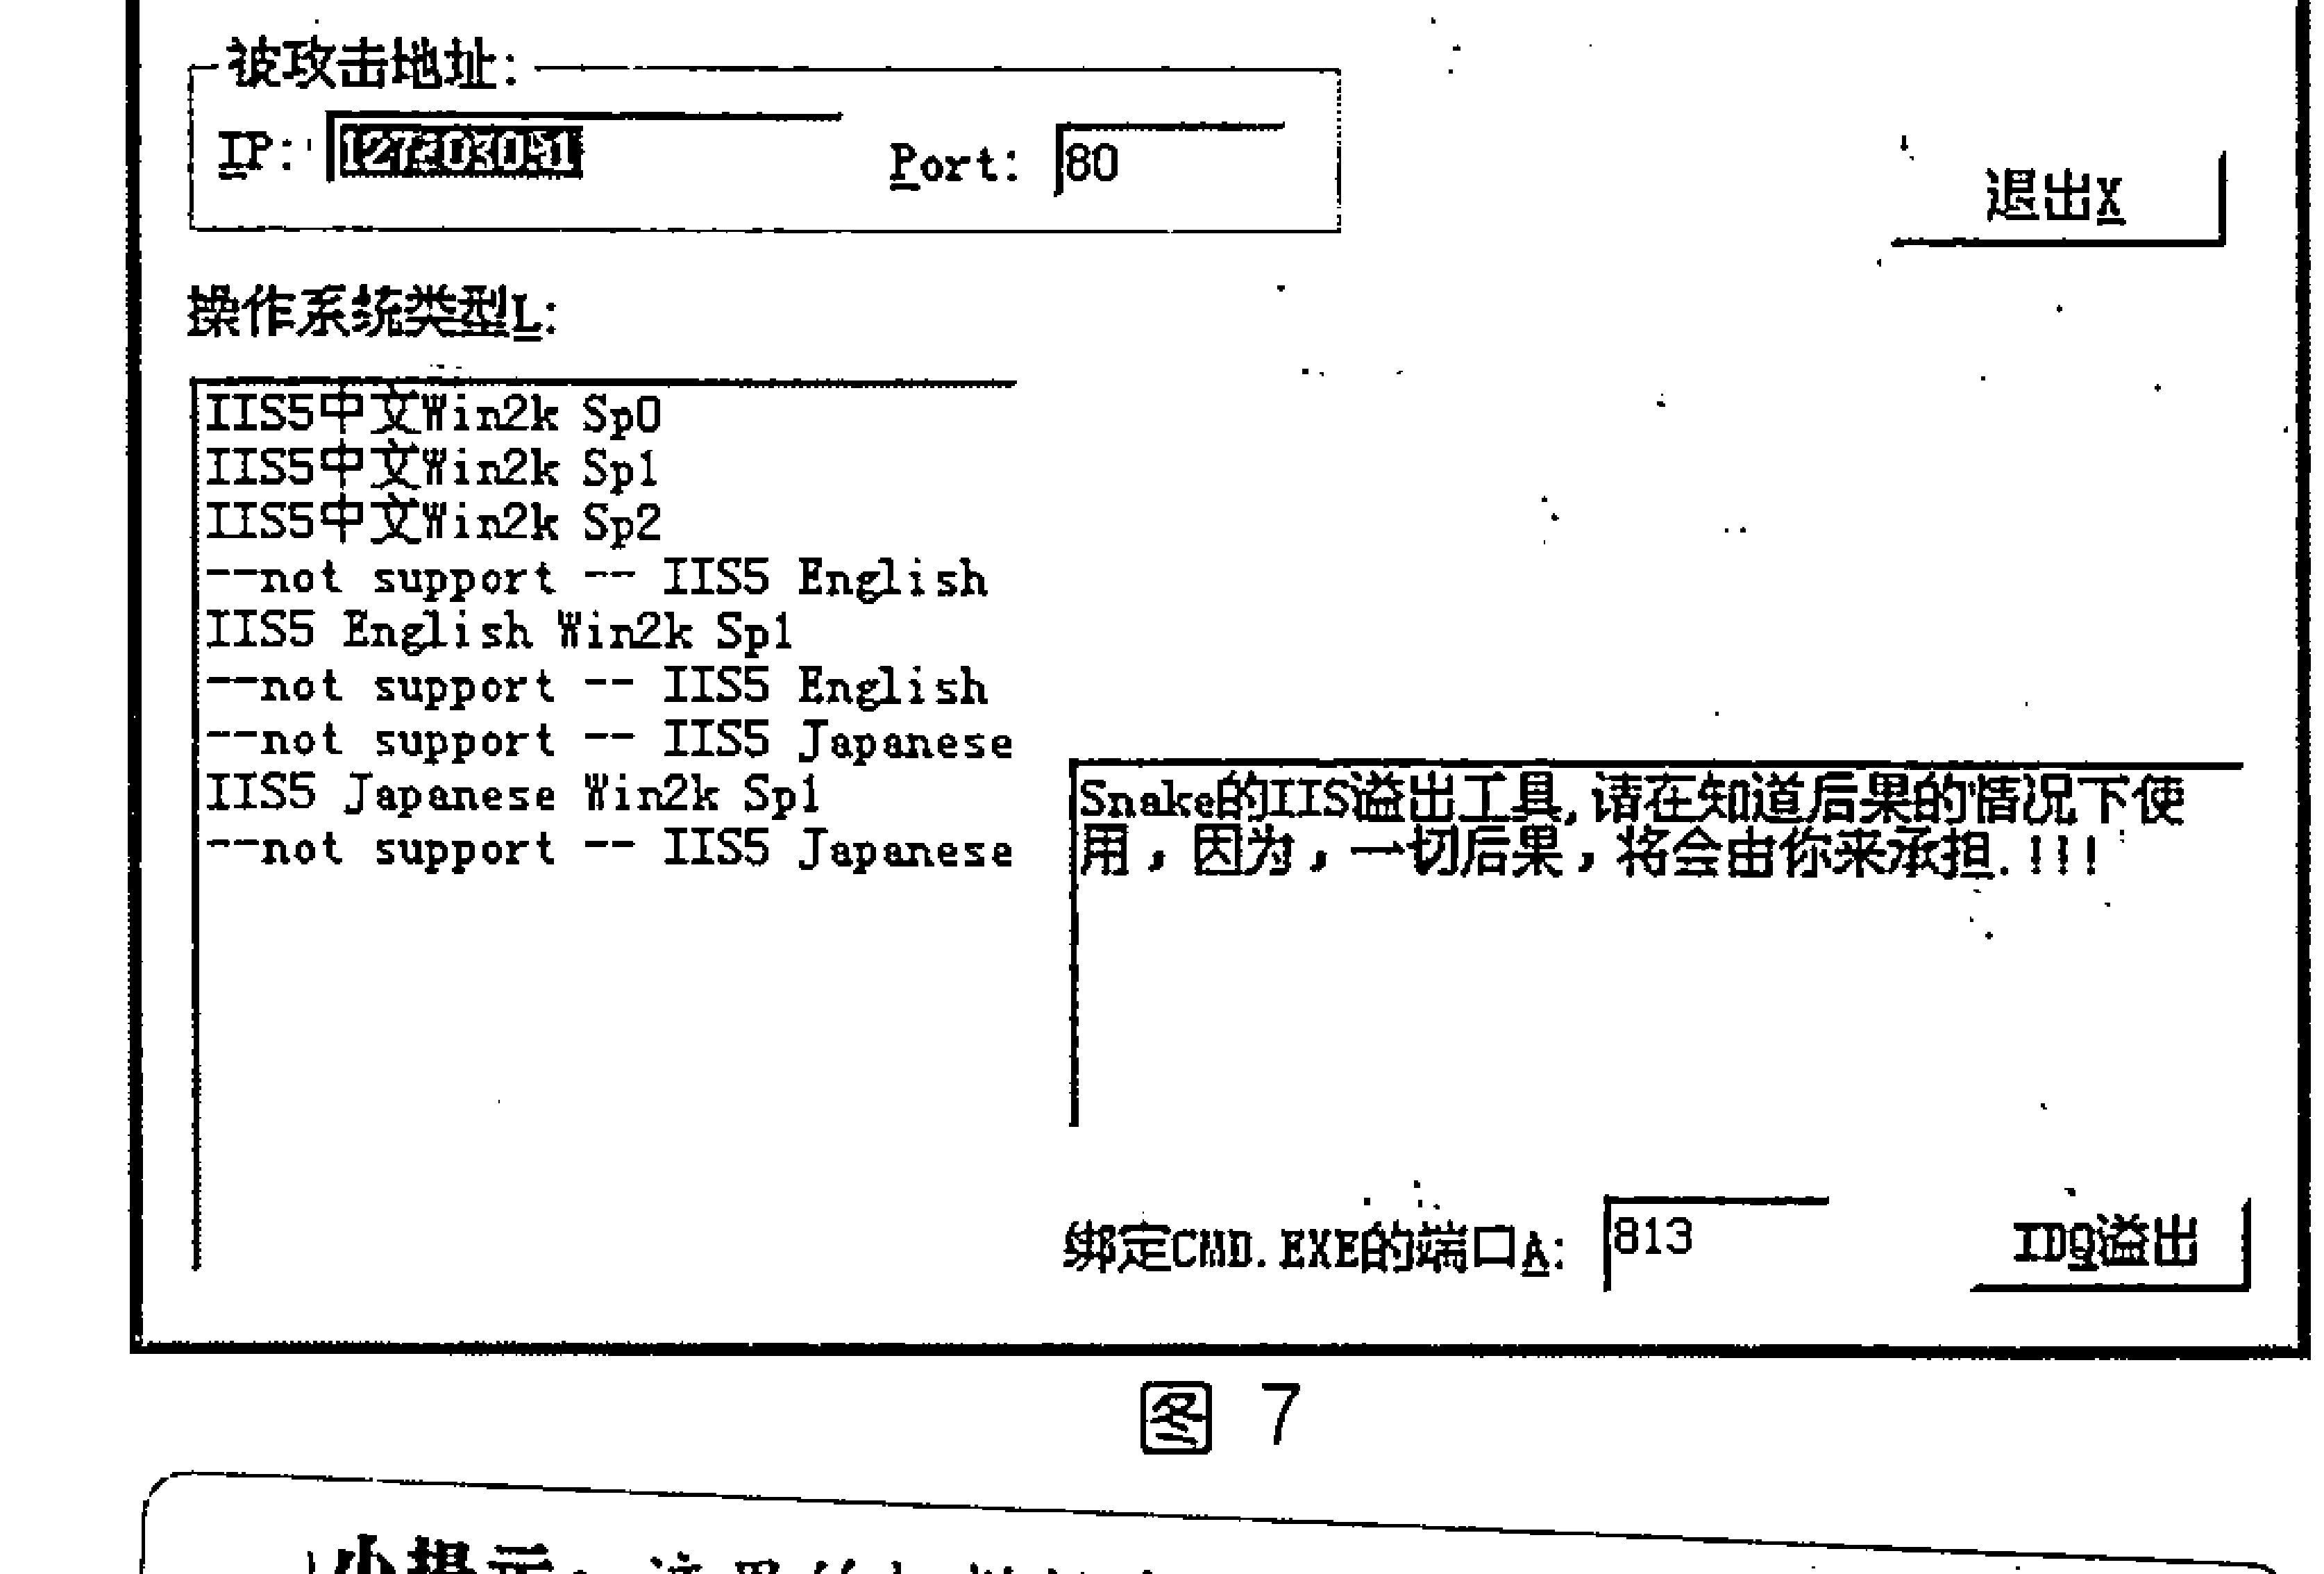 被攻击地址:
IP: 127.0.0.1
Port: 80
退出X
操作系统类型L:
IIS5中文Win2k Sp0
IIS5中文Win2k Sp1
IIS5中文Win2k Sp2
--not support -- IIS5 English
IIS5 English Win2k Sp1
--not support -- IIS5 English
--not support -- IIS5 Japanese
IIS5 Japanese Win2k Sp1
--not support -- IIS5 Japanese
Snake的IIS溢出工具,请在知道后果的情况下使
用，因为，一切后果，将会由你来承担.!!!
绑定CMD.EXE的端口A: 813
IDQ溢出
图 7
小提示: